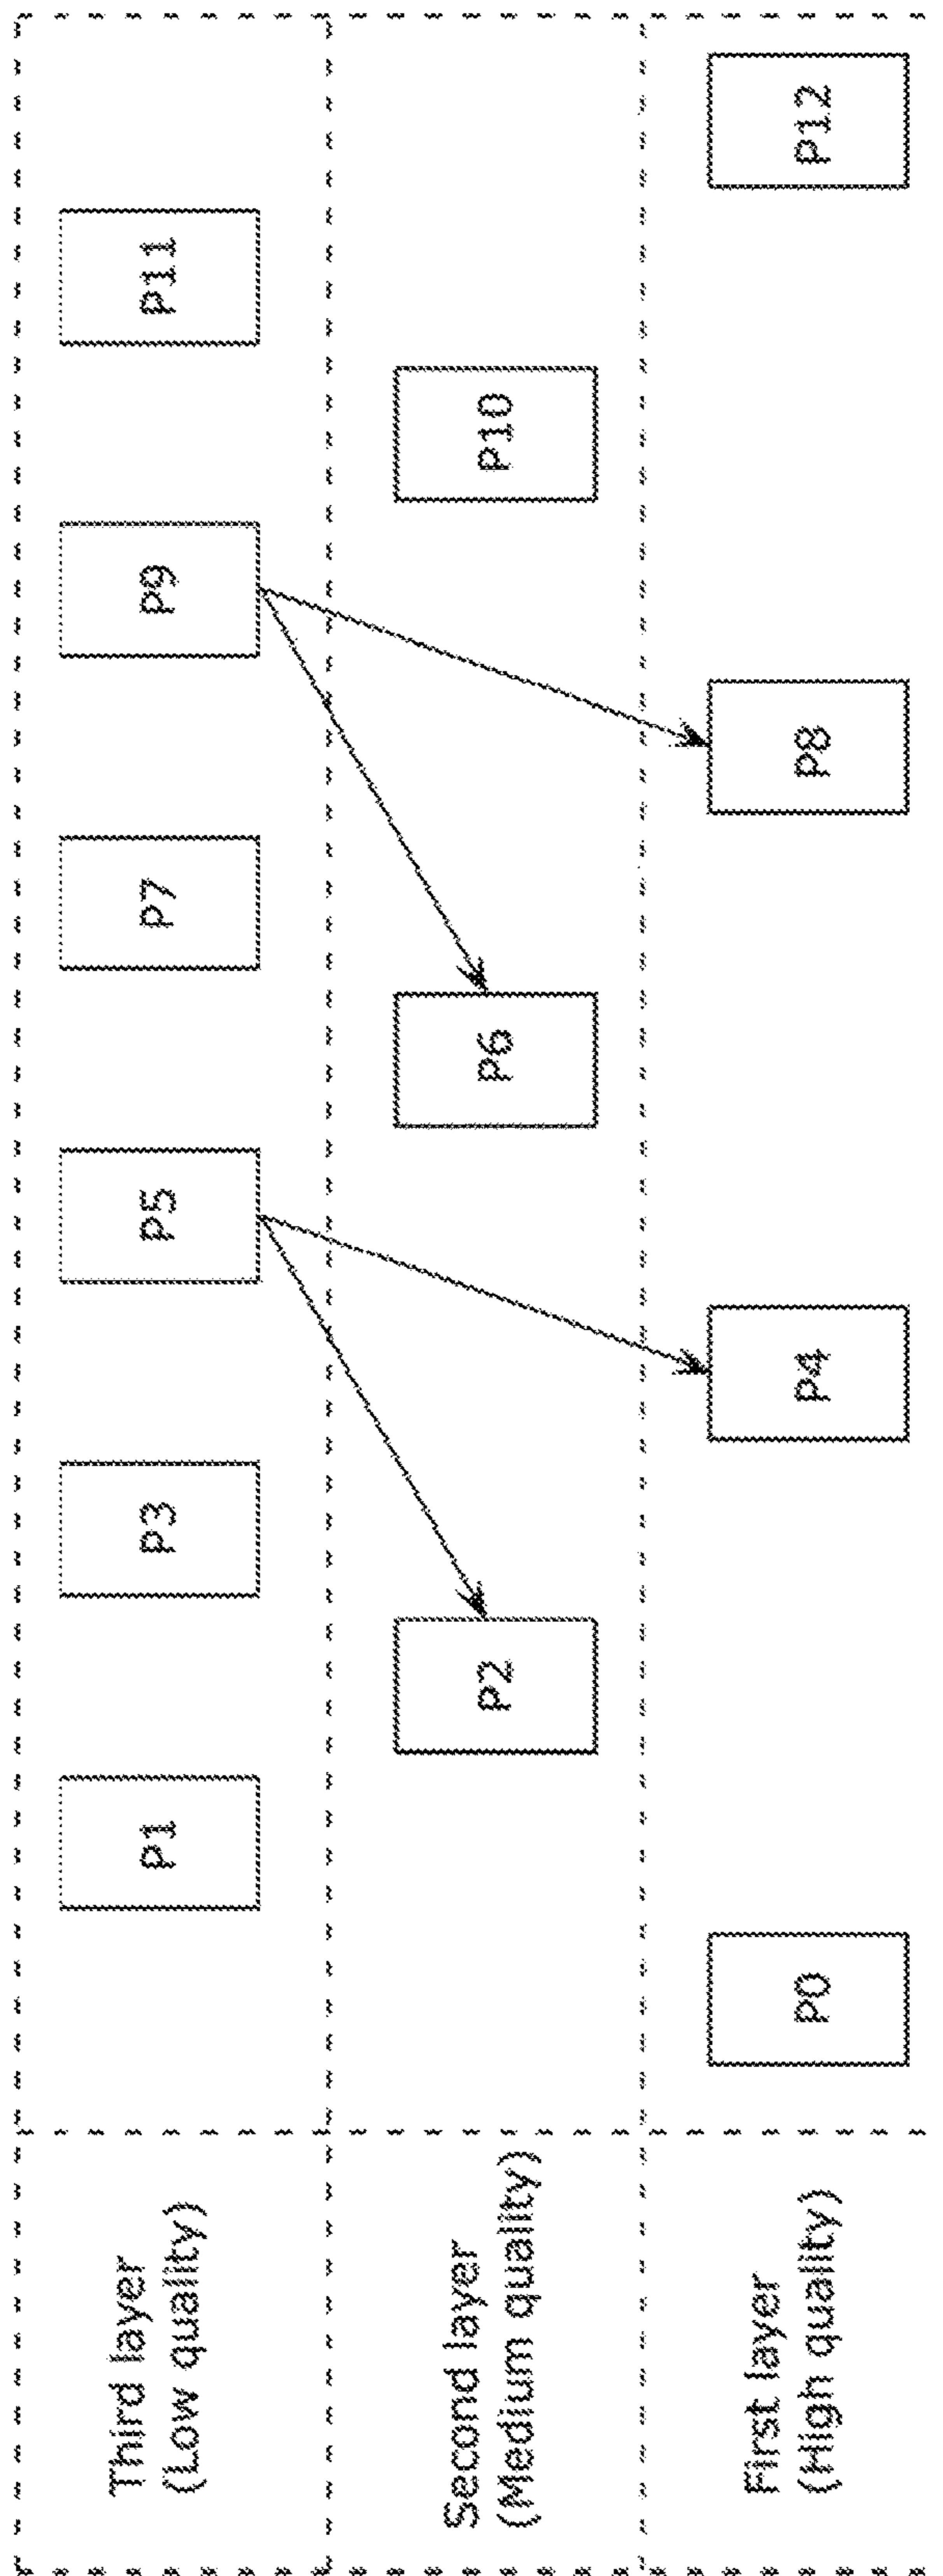 Third layer
(Low quality)
P1
P3
P5
P7
P9
P11
Second layer
(Medium quality)
P2
P6
P10
First layer
(High quality)
P0
P4
P8
P12